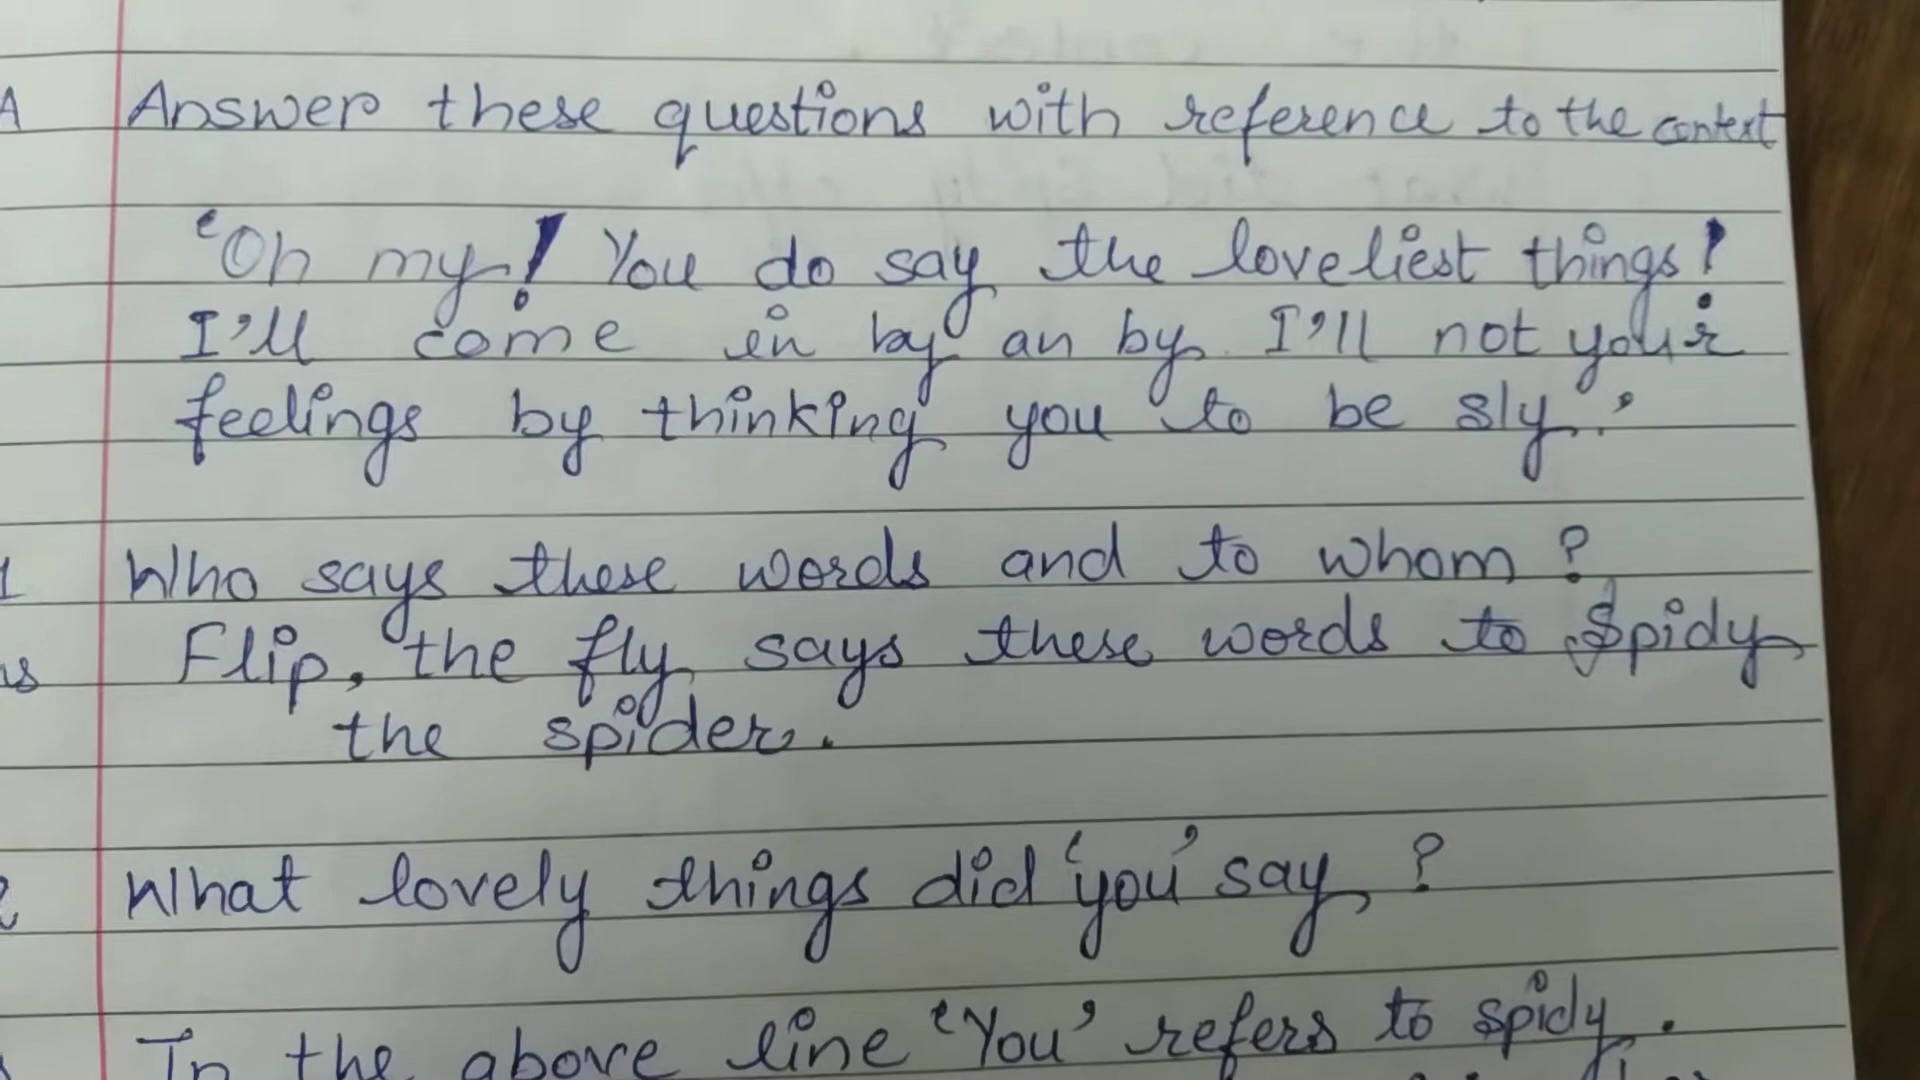 A Answer these questions with reference to the context
'Oh my! You do say the loveliest things!
I'll come in by an by. I'll not your
feelings by thinking you to be sly.'
1 Who says these words and to whom?
Flip, the fly says these words to Spidy
the spider.
What lovely things did 'you' say?
In the above line 'You' refers to spidy.